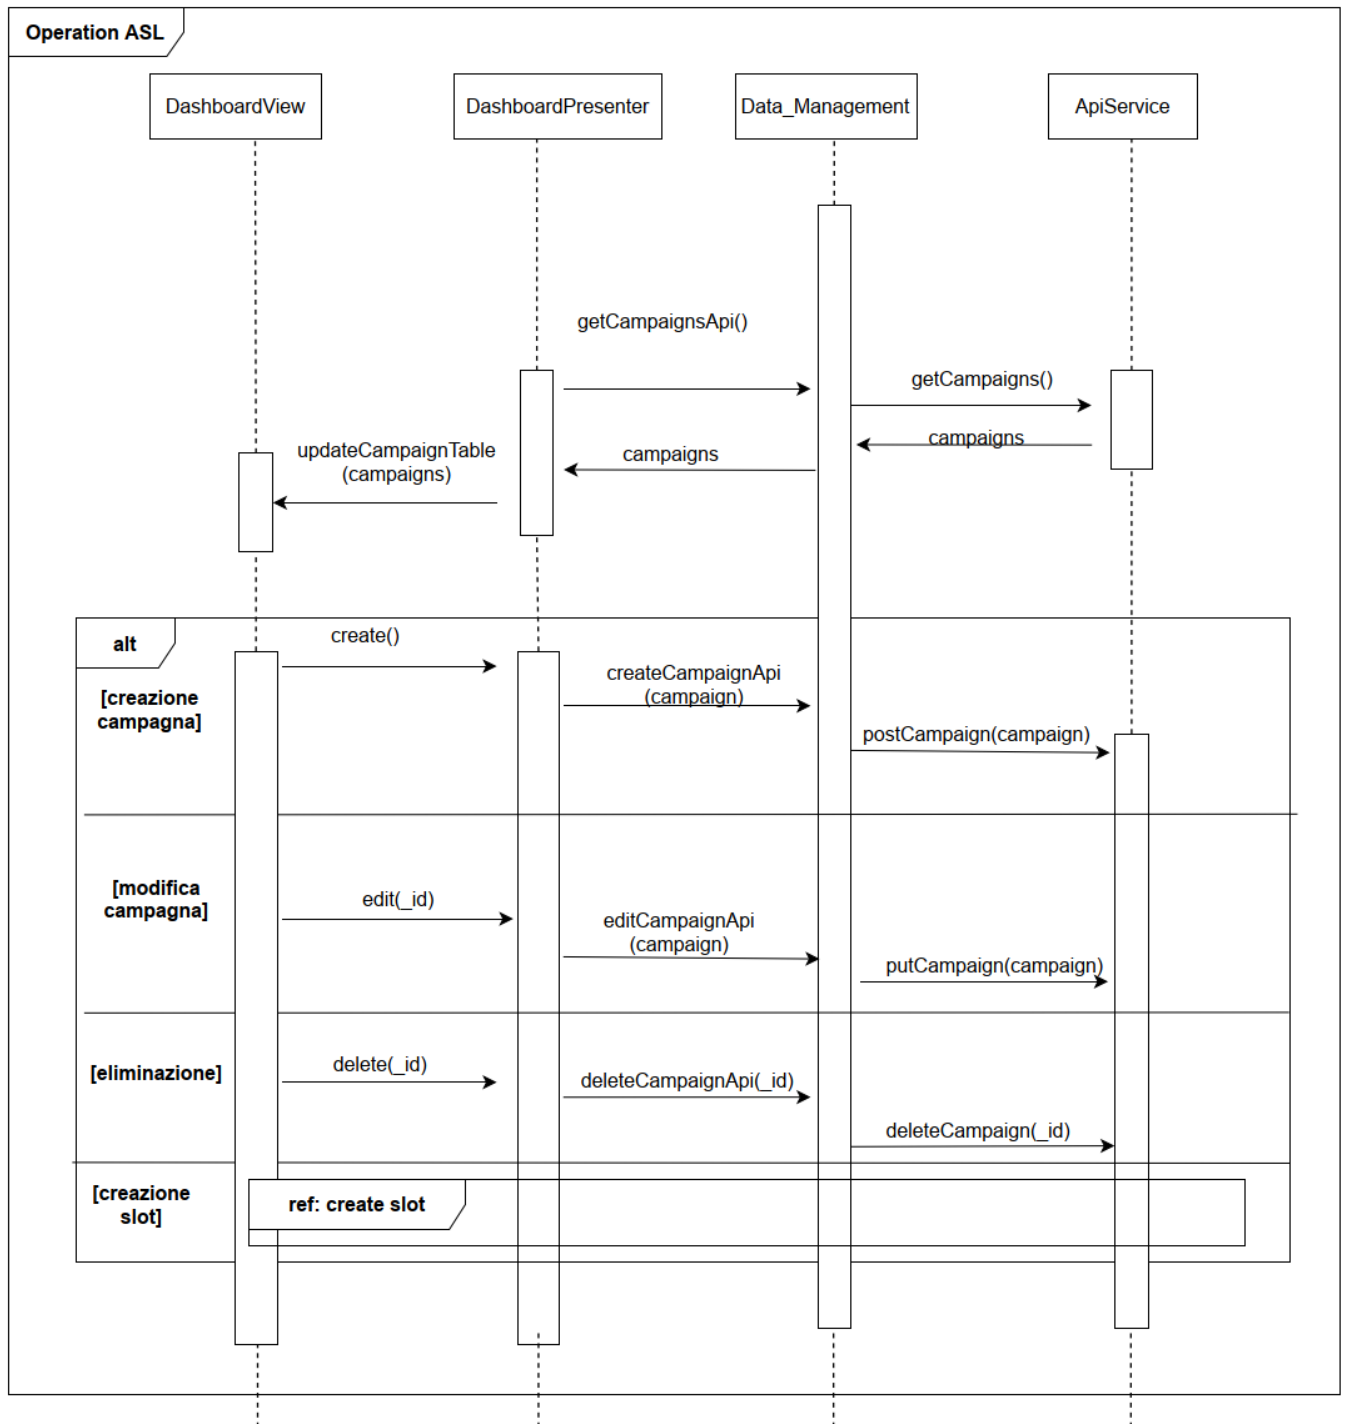 Operation ASL
DashboardView
DashboardPresenter
Data_Management
ApiService
getCampaignsApi()
getCampaigns()
campaigns
campaigns
updateCampaignTable
(campaigns)
alt
create()
[creazione
campagna]
createCampaignApi
(campaign)
postCampaign(campaign)
[modifica
campagna]
edit(_id)
editCampaignApi
(campaign)
putCampaign(campaign)
[eliminazione]
delete(_id)
deleteCampaignApi(_id)
deleteCampaign(_id)
[creazione
slot]
ref: create slot